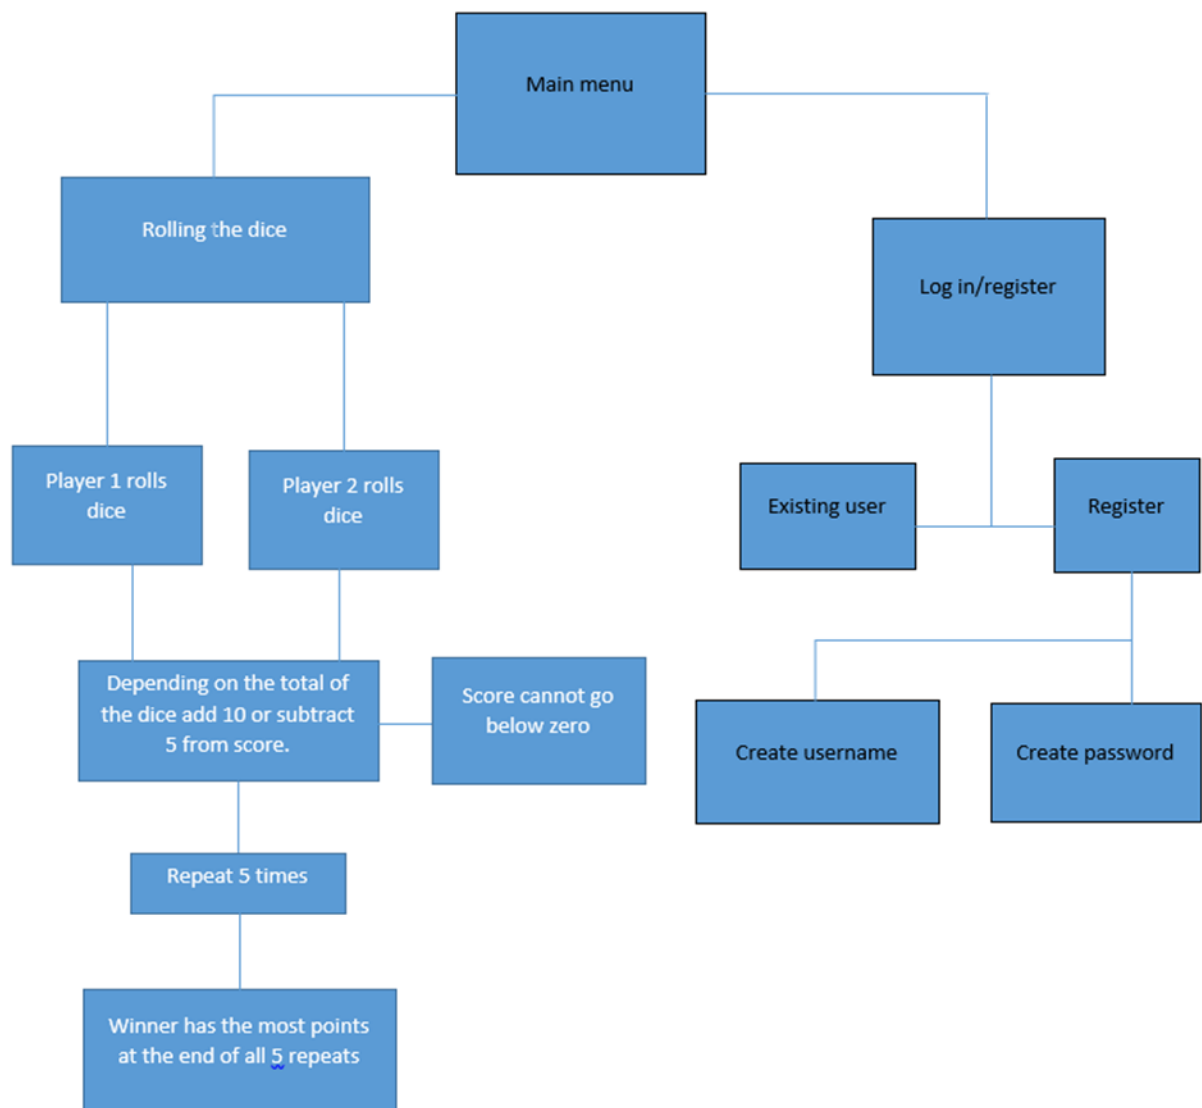 Main menu
Rolling the dice
Log in/register
Player 1 rolls
dice
Player 2 rolls
dice
Existing user
Register
Depending on the total of
the dice add 10 or subtract
5 from score.
Score cannot go
below zero
Create username
Create password
Repeat 5 times
Winner has the most points
at the end of all 5 repeats